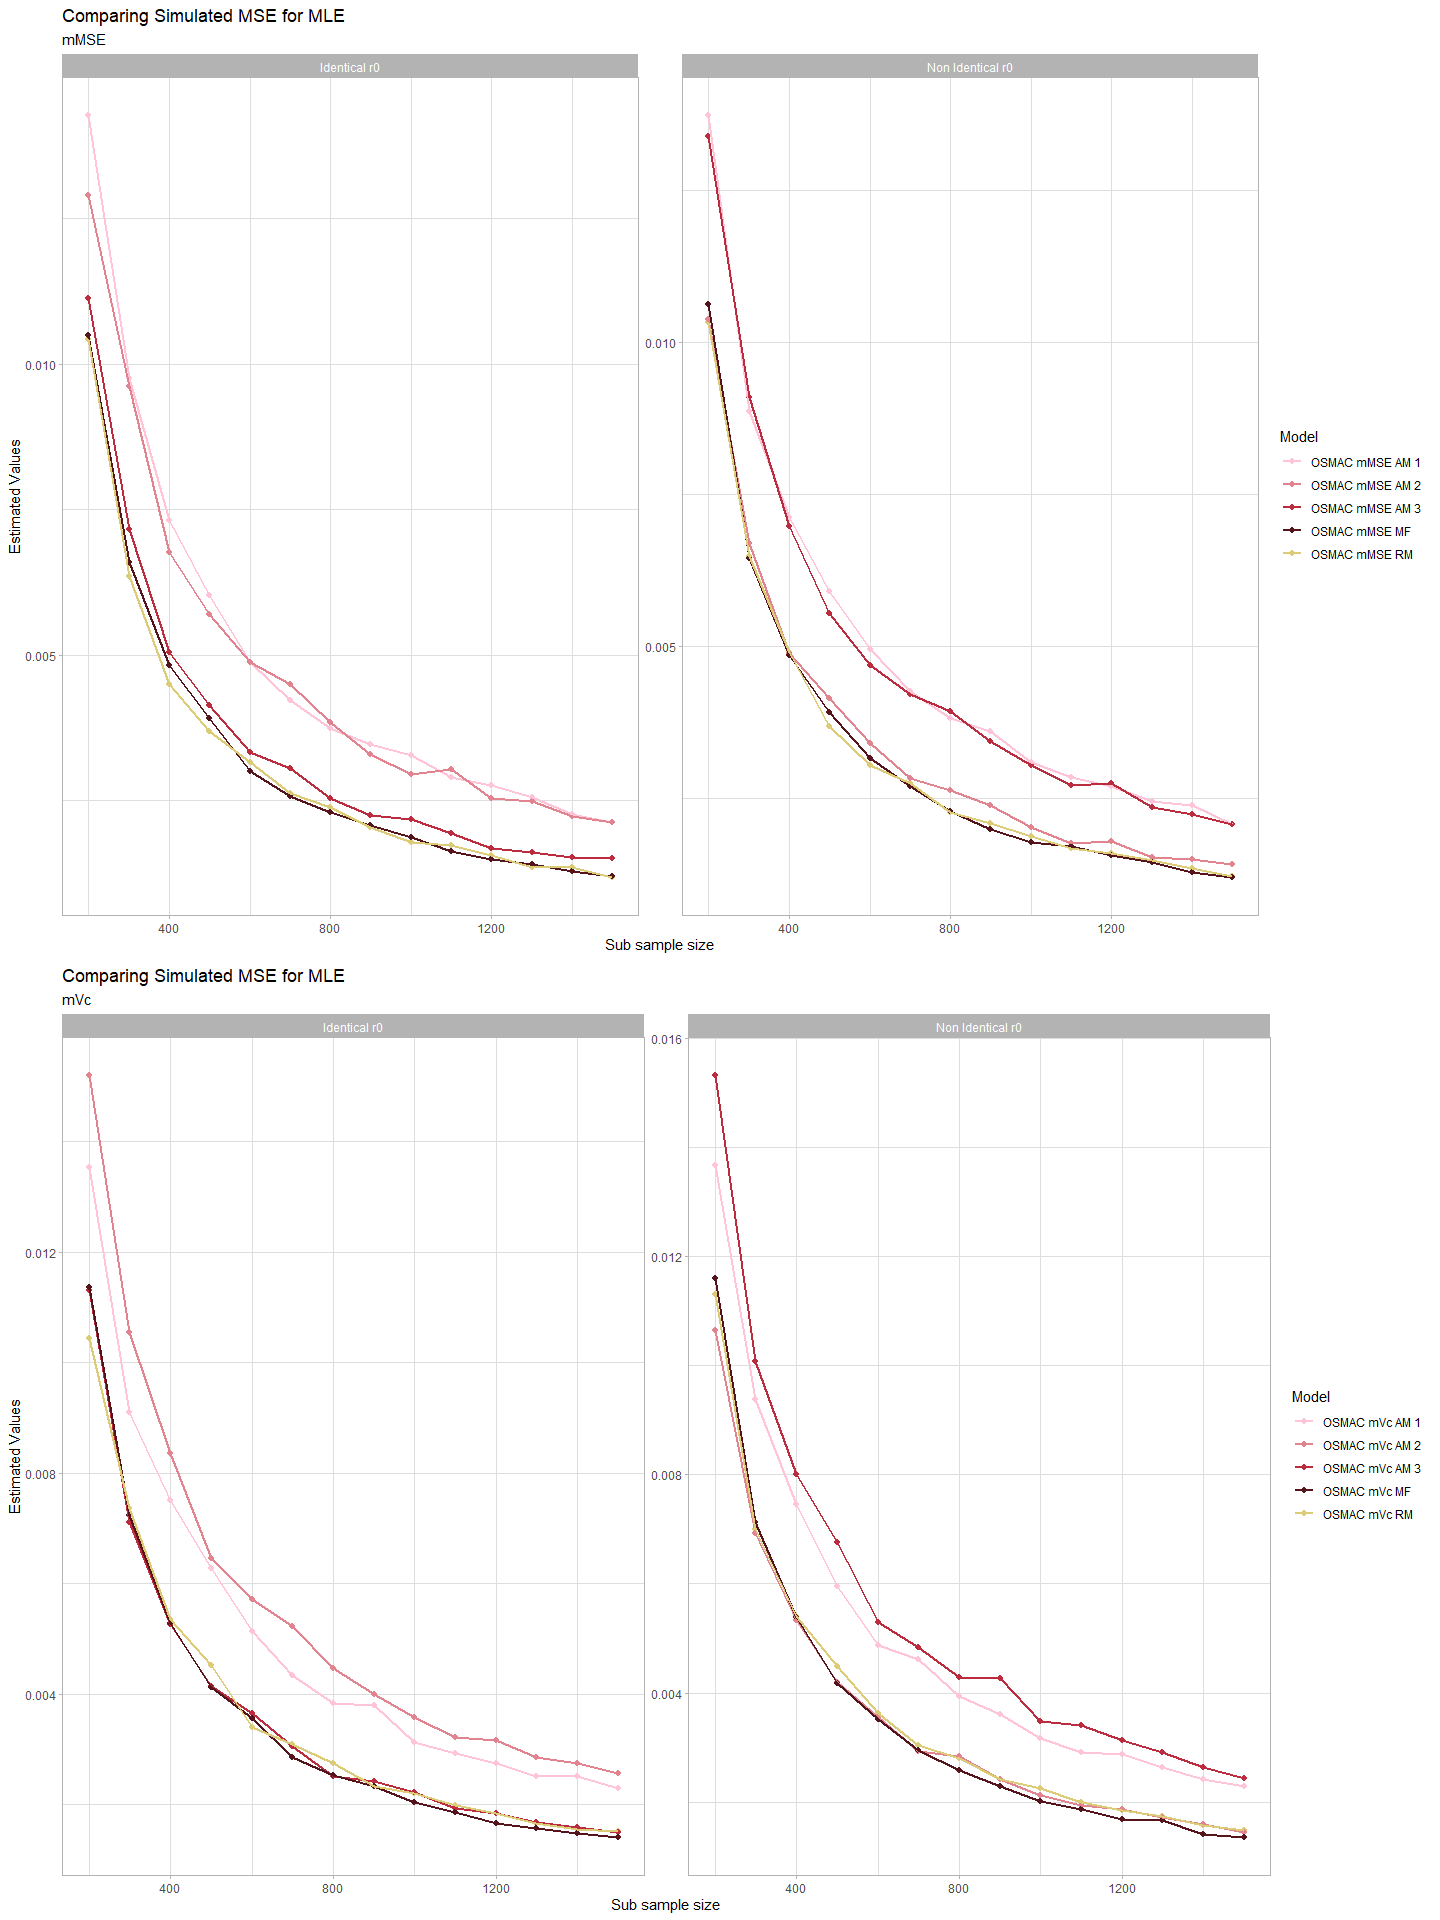 Comparing Simulated MSE for MLE
mMSE
Identical r0
Non Identical r0
0.010
0.005
0.010
0.005
Estimated Values
400
800
1200
400
800
1200
Sub sample size
Model
OSMAC mMSE AM 1
OSMAC mMSE AM 2
OSMAC mMSE AM 3
OSMAC mMSE MF
OSMAC mMSE RM
Comparing Simulated MSE for MLE
mVc
Identical r0
Non Identical r0
0.012
0.008
0.004
0.016
0.012
0.008
0.004
Estimated Values
400
800
1200
400
800
1200
Sub sample size
Model
OSMAC mVc AM 1
OSMAC mVc AM 2
OSMAC mVc AM 3
OSMAC mVc MF
OSMAC mVc RM